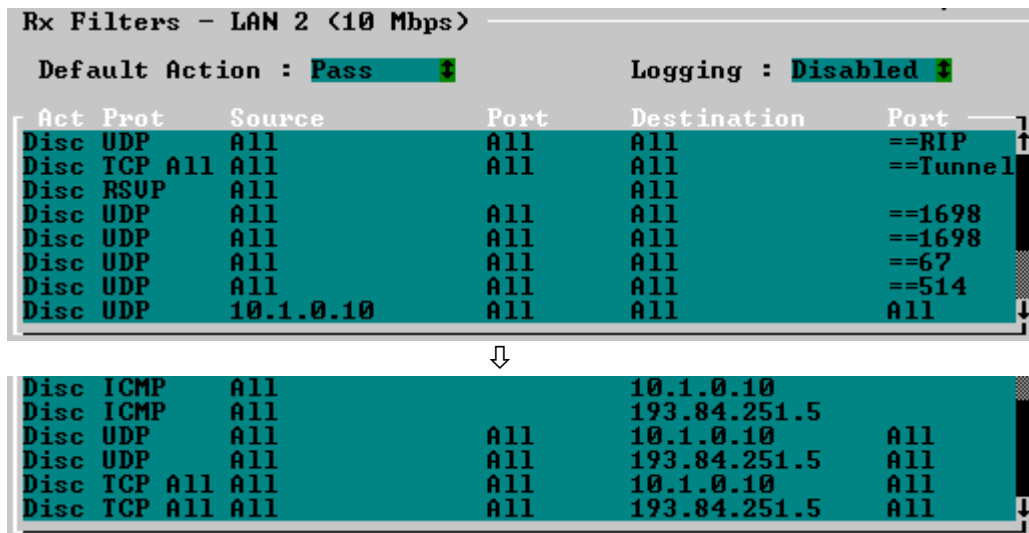 Rx Filters - LAN 2 (10 Mbps)
Default Action : Pass Logging : Disabled
Act Prot Source Port Destination Port
Disc UDP All All All ==RIP
Disc TCP All All All All ==Tunnel
Disc RSVP All All
Disc UDP All All All ==1698
Disc UDP All All All ==1698
Disc UDP All All All ==67
Disc UDP All All All ==514
Disc UDP 10.1.0.10 All All All
Disc ICMP All 10.1.0.10
Disc ICMP All 193.84.251.5
Disc UDP All All 10.1.0.10 All
Disc UDP All All 193.84.251.5 All
Disc TCP All All All 10.1.0.10 All
Disc TCP All All All 193.84.251.5 All